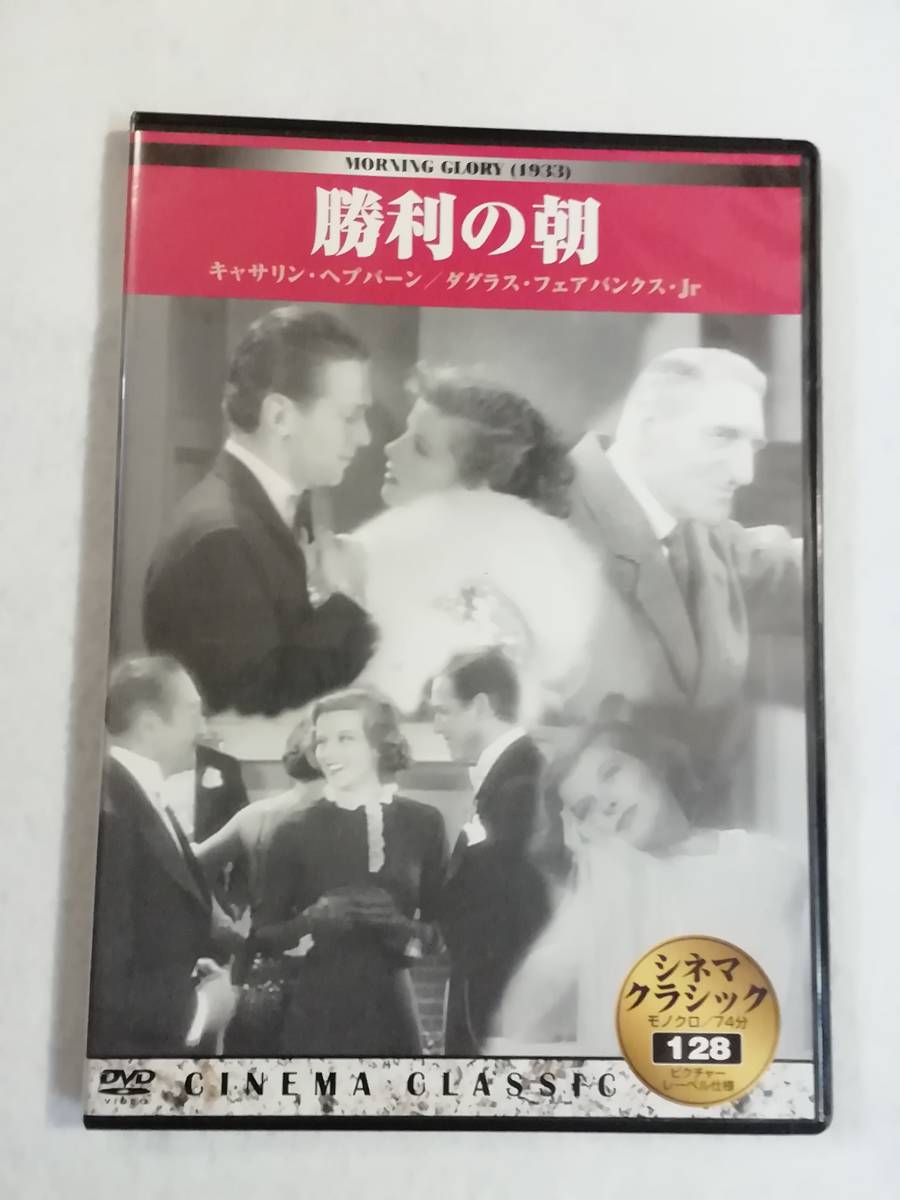 MORNING GLORY (1933)
勝利の朝
キャサリン・ヘプバーン／ダグラス・フェアバンクス・Jr
シネマ
クラシック
モノクロ／74分
128
ピクチャー
レーベル仕様
DVD
VIDEO
CINEMA CLASSIC